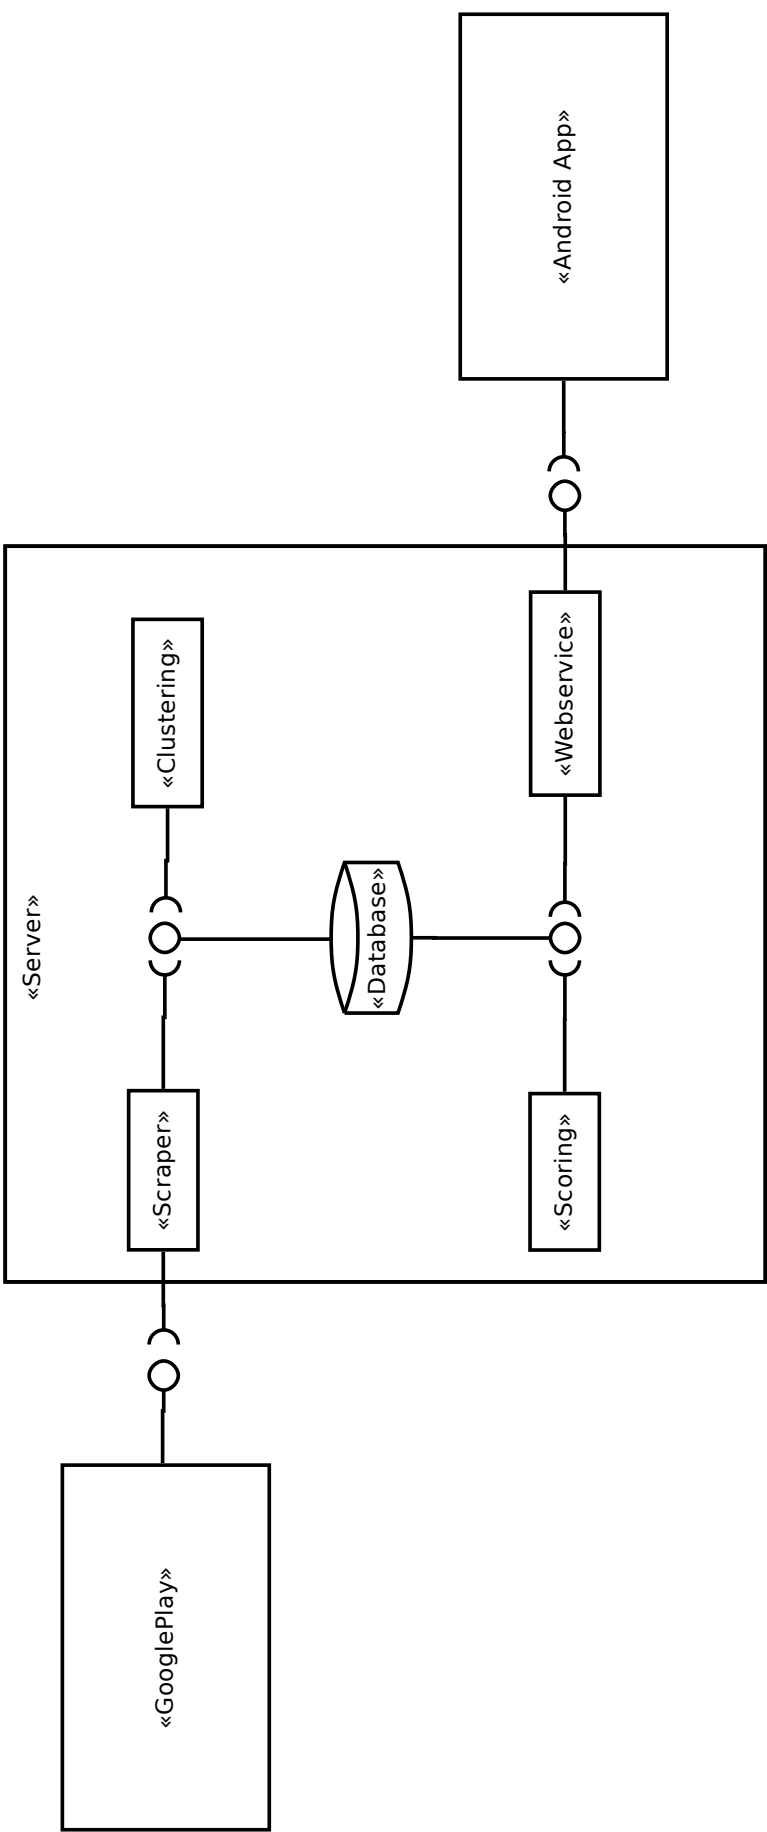 «Server»
«GooglePlay»
«Scraper»
«Clustering»
«Database»
«Scoring»
«Webservice»
«Android App»